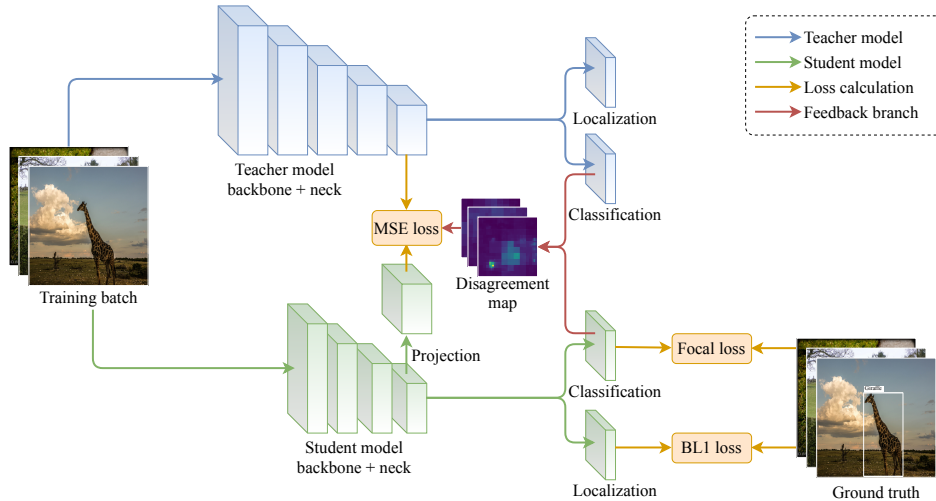 Teacher model
Student model
Loss calculation
Feedback branch
Localization
Teacher model
backbone + neck
Classification
MSE loss
Disagreement
map
Training batch
Projection
Focal loss
Classification
Giraffe
BL1 loss
Student model
backbone + neck
Localization
Ground truth